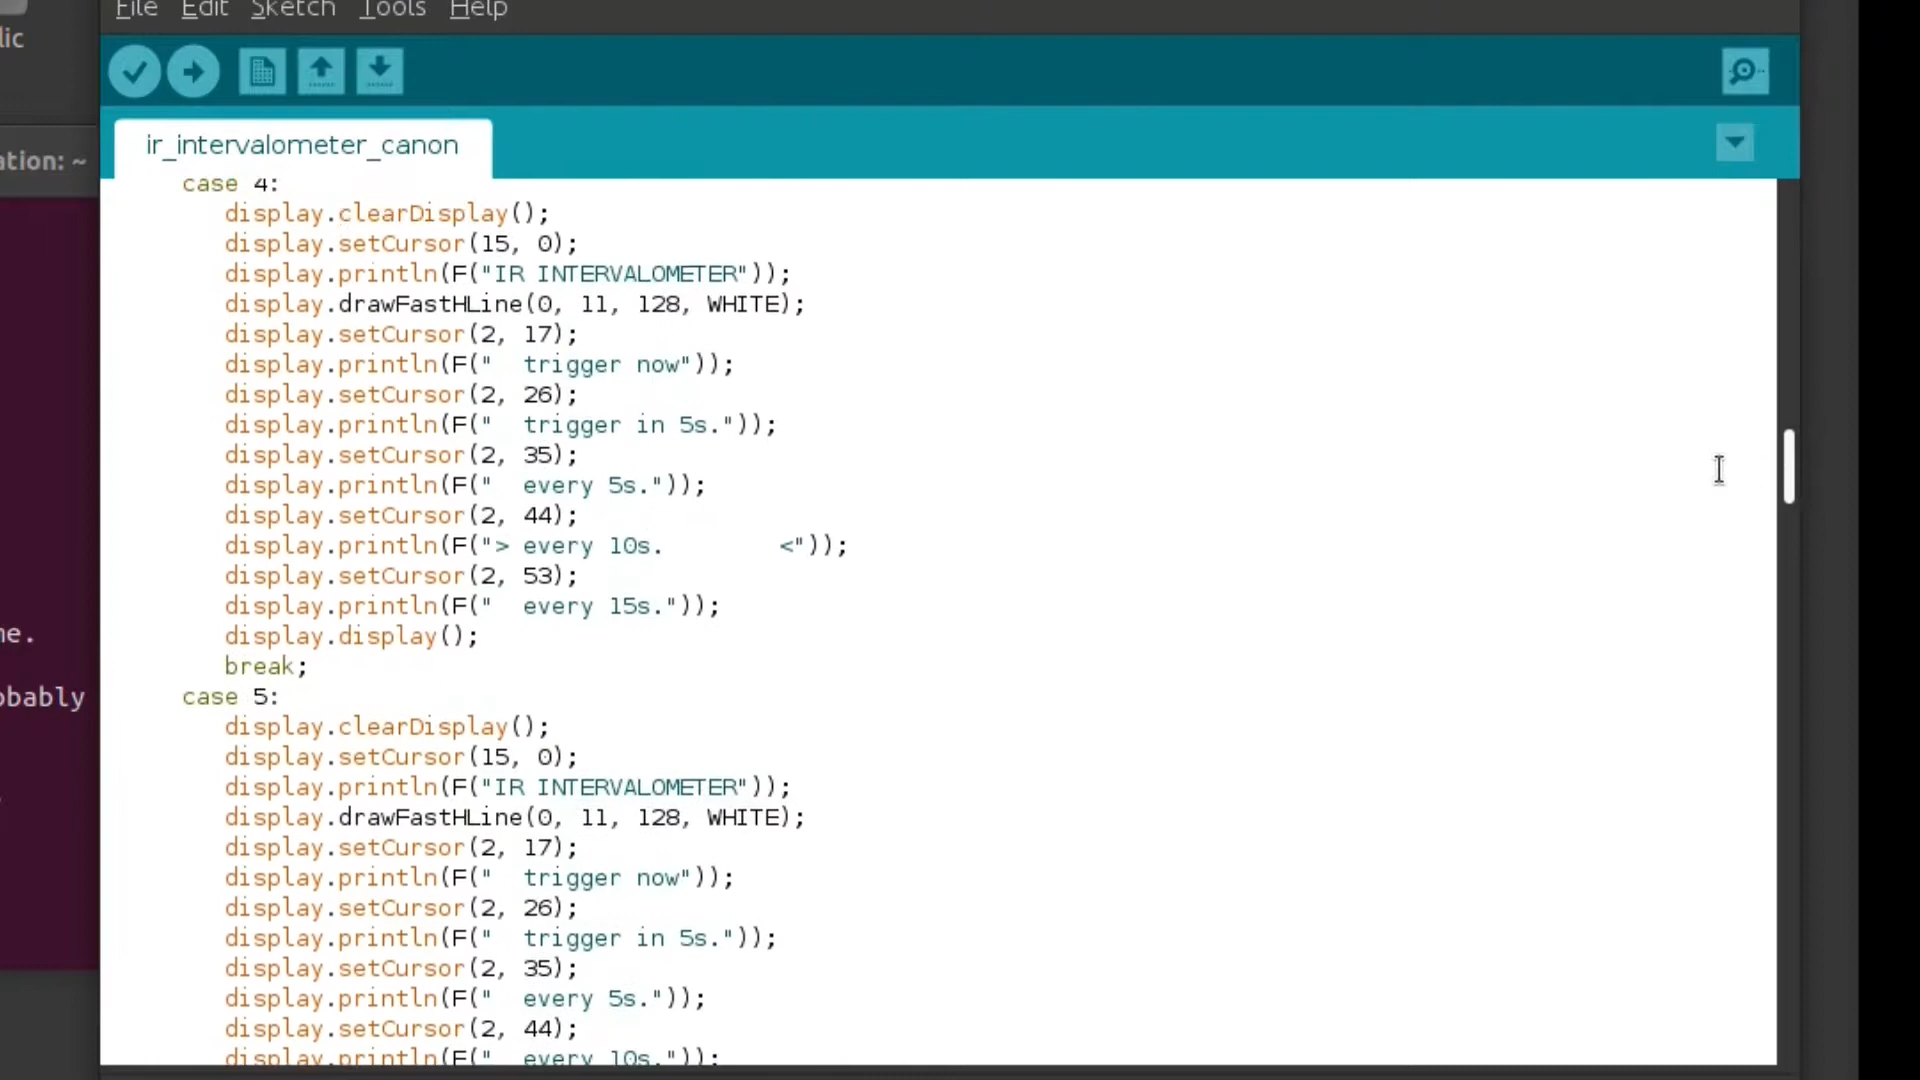 File Edit Sketch Tools Help
lic
ation: ~
ne.
obably
ir_intervalometer_canon
case 4:
display.clearDisplay();
display.setCursor(15, 0);
display.println(F("IR INTERVALOMETER"));
display.drawFastHLine(0, 11, 128, WHITE);
display.setCursor(2, 17);
display.println(F("  trigger now"));
display.setCursor(2, 26);
display.println(F("  trigger in 5s."));
display.setCursor(2, 35);
display.println(F("  every 5s."));
display.setCursor(2, 44);
display.println(F("> every 10s.        <"));
display.setCursor(2, 53);
display.println(F("  every 15s."));
display.display();
break;
case 5:
display.clearDisplay();
display.setCursor(15, 0);
display.println(F("IR INTERVALOMETER"));
display.drawFastHLine(0, 11, 128, WHITE);
display.setCursor(2, 17);
display.println(F("  trigger now"));
display.setCursor(2, 26);
display.println(F("  trigger in 5s."));
display.setCursor(2, 35);
display.println(F("  every 5s."));
display.setCursor(2, 44);
display.println(F("  every 10s."));